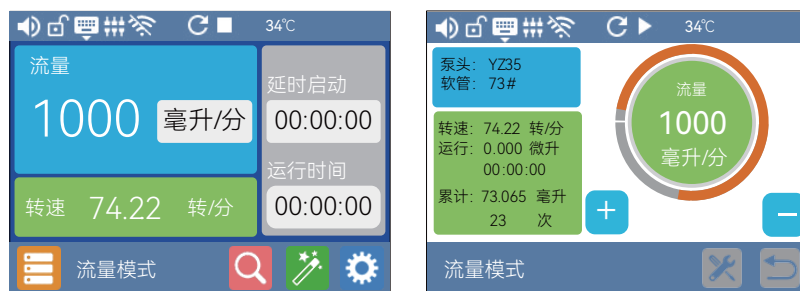 34℃
流量
1000 毫升/分
延时启动
00:00:00
运行时间
00:00:00
转速 74.22 转/分
流量模式
34℃
泵头: YZ35
软管: 73#
转速: 74.22 转/分
运行: 0.000 微升
00:00:00
累计: 73.065 毫升
23 次
流量
1000
毫升/分
+
−
流量模式